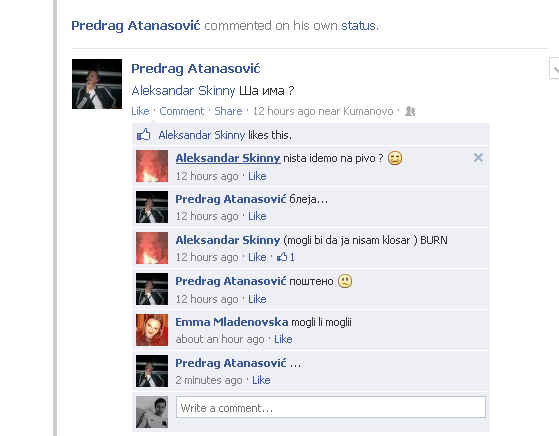 Predrag Atanasović commented on his own status.
Predrag Atanasović
Aleksandar Skinny Ша има ?
Like · Comment · Share · 12 hours ago near Kumanovo ·
Aleksandar Skinny likes this.
Aleksandar Skinny nista idemo na pivo ?
12 hours ago · Like
Predrag Atanasović блеја...
12 hours ago · Like
Aleksandar Skinny (mogli bi da ja nisam klosar ) BURN
12 hours ago · Like · 1
Predrag Atanasović поштено
12 hours ago · Like
Emma Mladenovska mogli li moglii
about an hour ago · Like
Predrag Atanasović ...
2 minutes ago · Like
Write a comment...